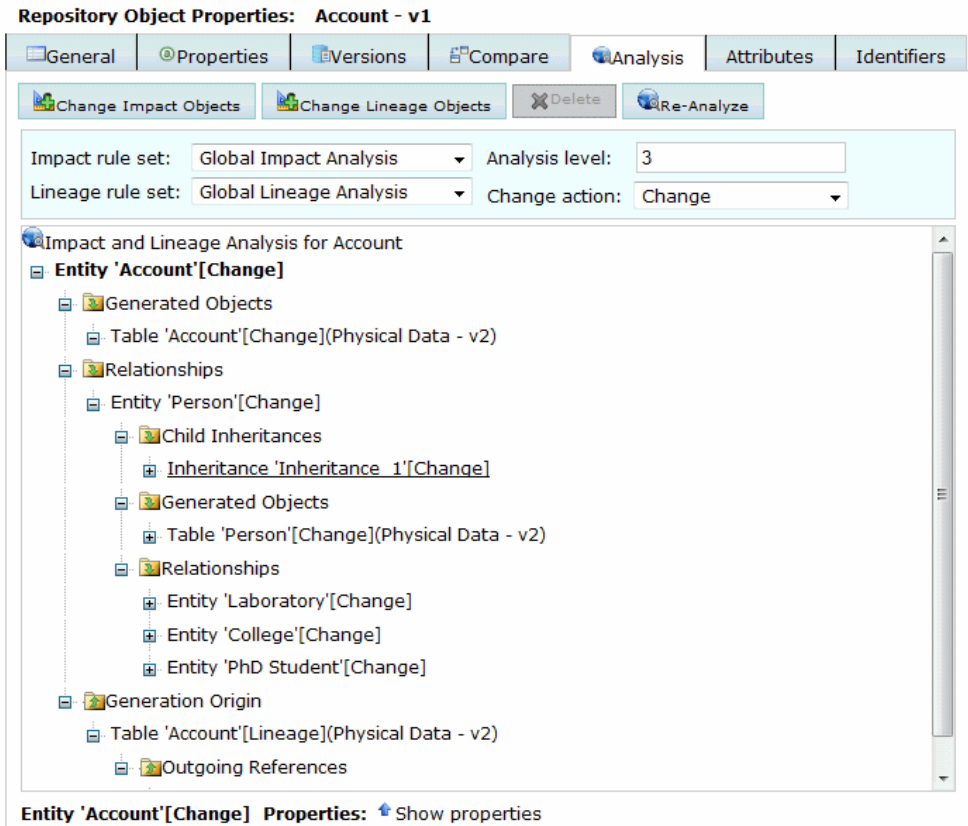 Repository Object Properties: Account - v1
General Properties Versions Compare Analysis Attributes Identifiers
Change Impact Objects Change Lineage Objects Delete Re-Analyze
Impact rule set: Global Impact Analysis Analysis level: 3
Lineage rule set: Global Lineage Analysis Change action: Change
Impact and Lineage Analysis for Account
Entity 'Account'[Change]
Generated Objects
Table 'Account'[Change](Physical Data - v2)
Relationships
Entity 'Person'[Change]
Child Inheritances
Inheritance 'Inheritance_1'[Change]
Generated Objects
Table 'Person'[Change](Physical Data - v2)
Relationships
Entity 'Laboratory'[Change]
Entity 'College'[Change]
Entity 'PhD Student'[Change]
Generation Origin
Table 'Account'[Lineage](Physical Data - v2)
Outgoing References
Entity 'Account'[Change] Properties: Show properties